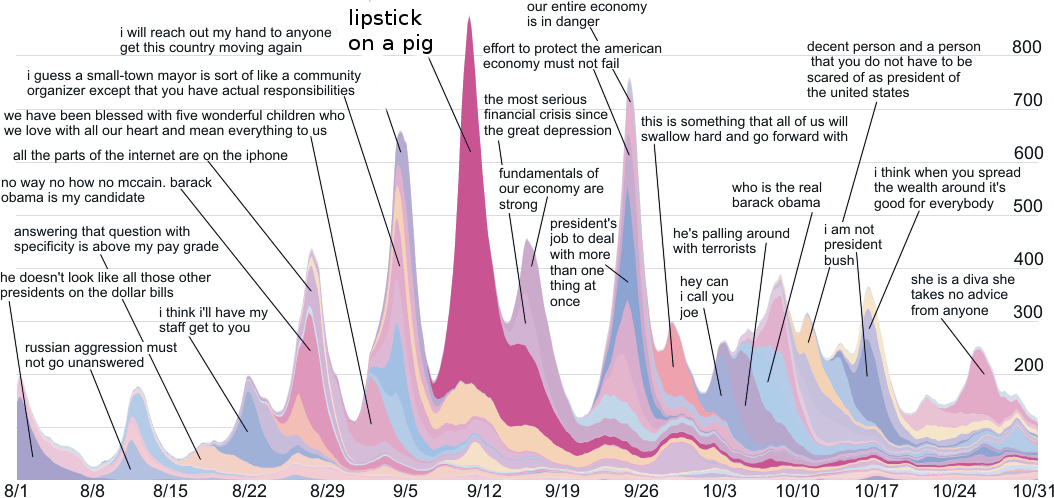 our entire economy
is in danger
lipstick
on a pig
i will reach out my hand to anyone
get this country moving again
effort to protect the american
economy must not fail
decent person and a person
that you do not have to be
scared of as president of
the united states
800
i guess a small-town mayor is sort of like a community
organizer except that you have actual responsibilities
the most serious
financial crisis since
the great depression
700
we have been blessed with five wonderful children who
we love with all our heart and mean everything to us
this is something that all of us will
swallow hard and go forward with
all the parts of the internet are on the iphone
600
fundamentals of
our economy are
strong
i think when you spread
the wealth around it's
good for everybody
no way no how no mccain. barack
obama is my candidate
who is the real
barack obama
500
president's
job to deal
with more
than one
thing at
once
answering that question with
specificity is above my pay grade
he's palling around
with terrorists
i am not
president
bush
400
he doesn't look like all those other
presidents on the dollar bills
hey can
i call you
joe
she is a diva she
takes no advice
from anyone
i think i'll have my
staff get to you
300
russian aggression must
not go unanswered
200
8/1 8/8 8/15 8/22 8/29 9/5 9/12 9/19 9/26 10/3 10/10 10/17 10/24 10/31